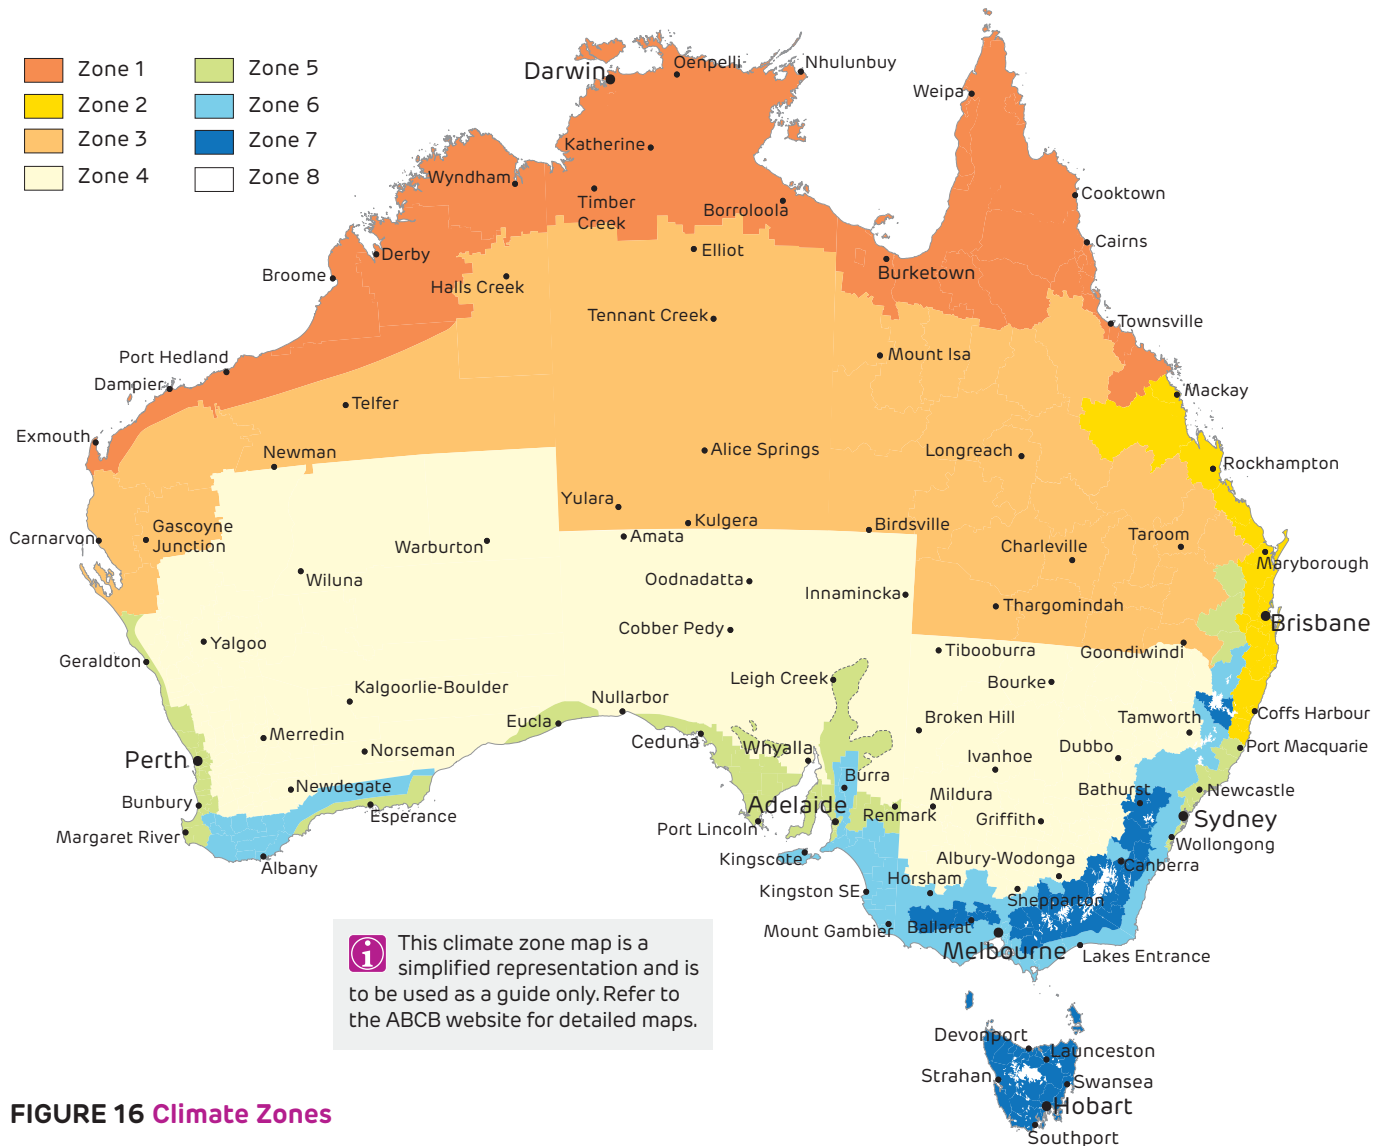 Zone 1
Zone 2
Zone 3
Zone 4
Zone 5
Zone 6
Zone 7
Zone 8
Darwin
Oenpelli
Nhulunbuy
Weipa
Katherine
Wyndham
Timber
Creek
Borroloola
Cooktown
Derby
Elliot
Cairns
Broome
Halls Creek
Burketown
Tennant Creek
Townsville
Port Hedland
Mount Isa
Dampier
Mackay
Telfer
Exmouth
Newman
Alice Springs
Longreach
Rockhampton
Yulara
Kulgera
Birdsville
Gascoyne
Junction
Carnarvon
Warburton
Amata
Charleville
Taroom
Maryborough
Wiluna
Oodnadatta
Innamincka
Thargomindah
Brisbane
Yalgoo
Cobber Pedy
Tibooburra
Goondiwindi
Geraldton
Leigh Creek
Bourke
Kalgoorlie-Boulder
Nullarbor
Eucla
Broken Hill
Tamworth
Coffs Harbour
Merredin
Norseman
Ceduna
Whyalla
Ivanhoe
Dubbo
Port Macquarie
Perth
Newdegate
Burra
Bathurst
Newcastle
Bunbury
Esperance
Adelaide
Renmark
Mildura
Griffith
Sydney
Margaret River
Port Lincoln
Wollongong
Albany
Kingscote
Albury-Wodonga
Canberra
Kingston SE
Horsham
Shepparton
Mount Gambier
Ballarat
Melbourne
Lakes Entrance
This climate zone map is a
simplified representation and is
to be used as a guide only. Refer to
the ABCB website for detailed maps.
Devonport
Launceston
Strahan
Swansea
Hobart
Southport
FIGURE 16 Climate Zones